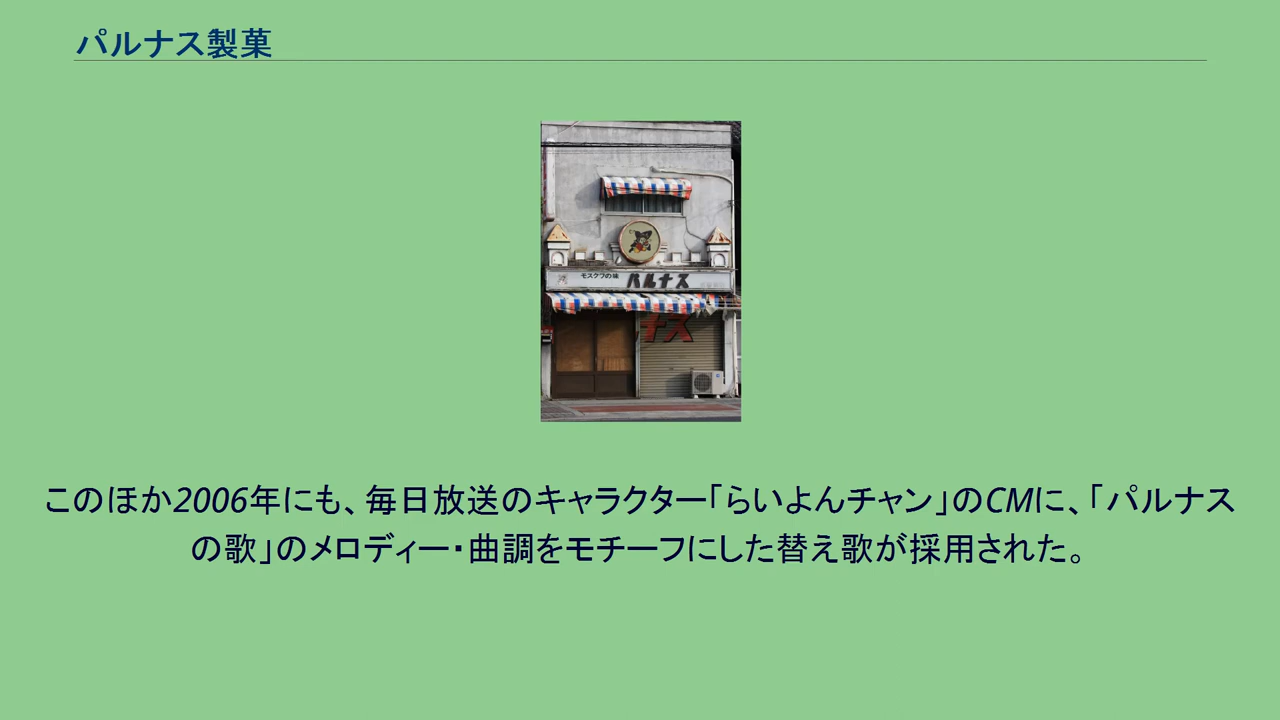 パルナス製菓
モスクワの味 パルナス
ナス
このほか2006年にも、毎日放送のキャラクター「らいよんチャン」のCMに、「パルナス
の歌」のメロディー・曲調をモチーフにした替え歌が採用された。